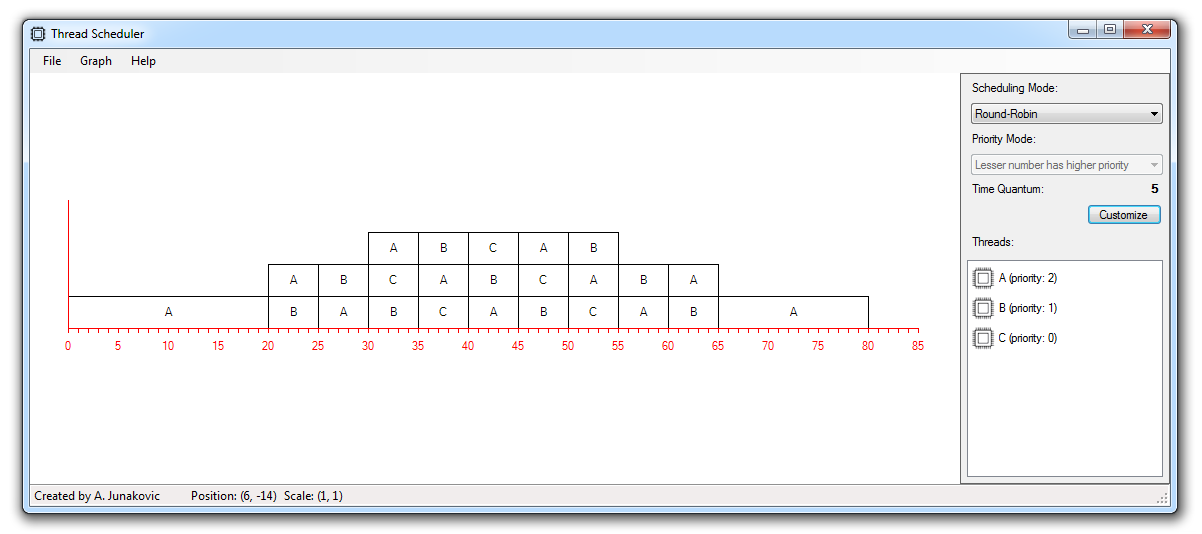 Thread Scheduler
File Graph Help
Scheduling Mode:
Round-Robin
Priority Mode:
Lesser number has higher priority
Time Quantum: 5
Customize
Threads:
A (priority: 2)
B (priority: 1)
C (priority: 0)
A B C A B
A B C A B C A B A
A B A B C A B C A B A
0 5 10 15 20 25 30 35 40 45 50 55 60 65 70 75 80 85
Created by A. Junakovic Position: (6, -14) Scale: (1, 1)